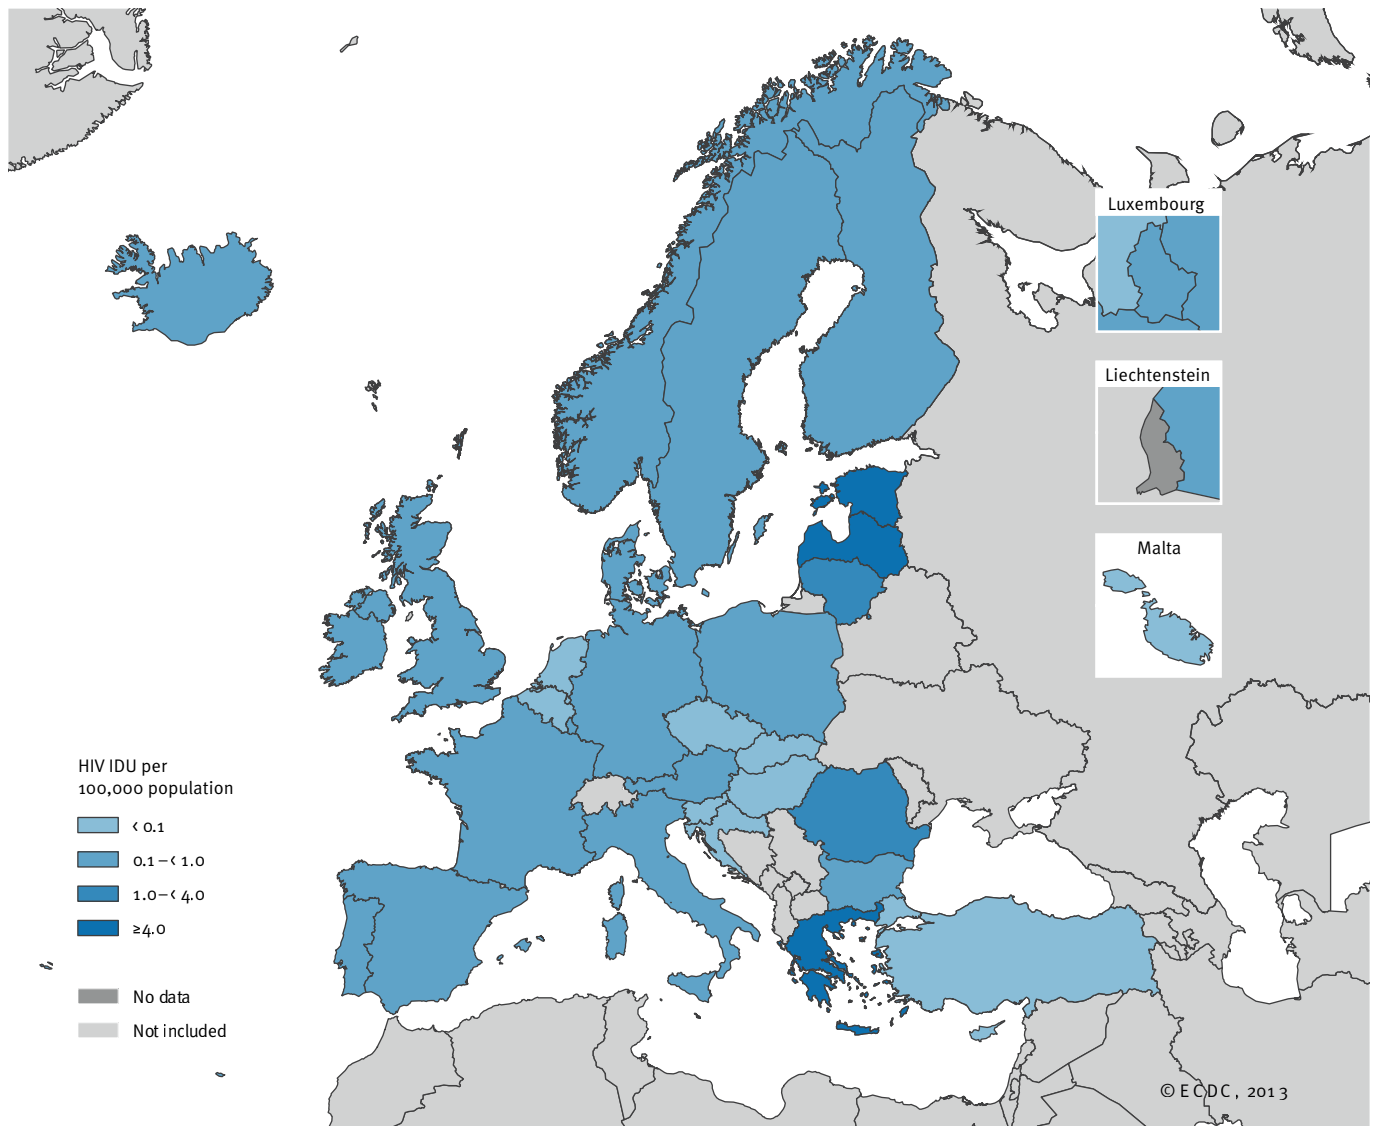 Luxembourg
Liechtenstein
Malta
HIV IDU per
100,000 population
< 0.1
0.1 – < 1.0
1.0 – < 4.0
≥4.0
No data
Not included
© ECDC, 2013